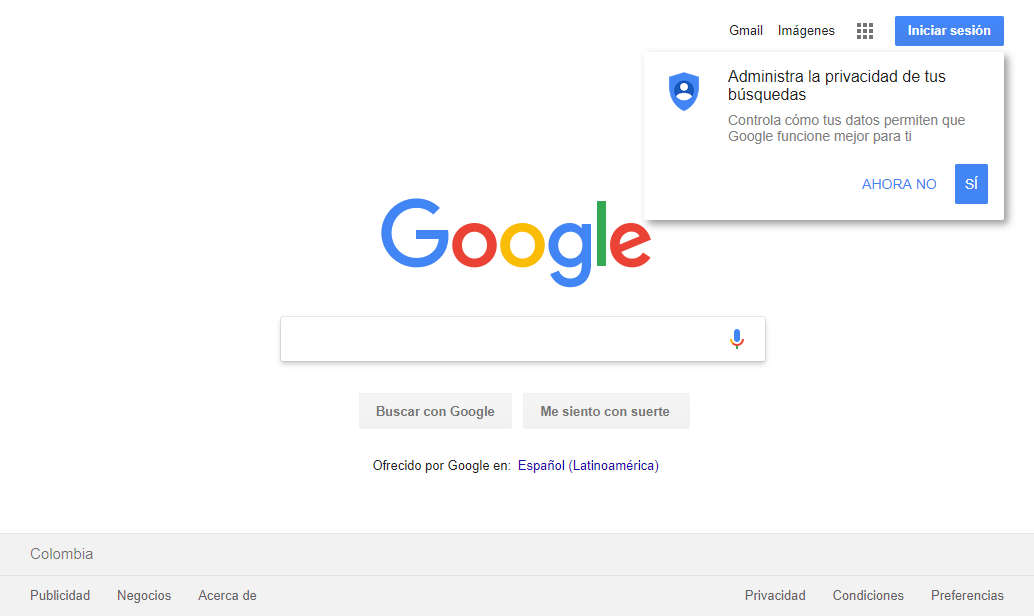 Gmail Imágenes Iniciar sesión
Administra la privacidad de tus
búsquedas
Controla cómo tus datos permiten que
Google funcione mejor para ti
AHORA NO SÍ
Google
Buscar con Google Me siento con suerte
Ofrecido por Google en: Español (Latinoamérica)
Colombia
Publicidad Negocios Acerca de Privacidad Condiciones Preferencias